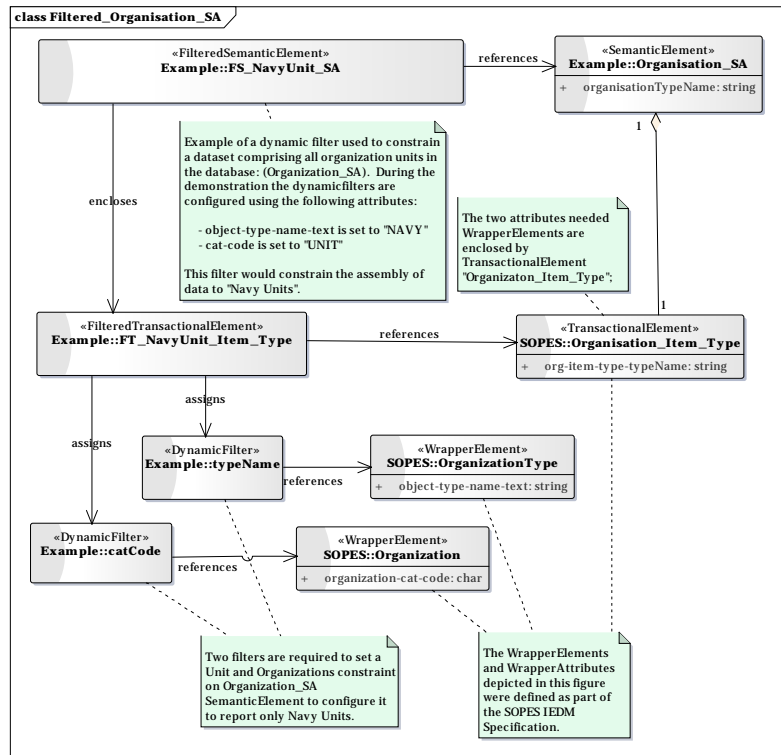 class Filtered_Organisation_SA
«FilteredSemanticElement»
Example::FS_NavyUnit_SA
references
«SemanticElement»
Example::Organisation_SA
+ organisationTypeName: string
1
Example of a dynamic filter used to constrain
a dataset comprising all organization units in
the database: (Organization_SA). During the
demonstration the dynamicfilters are
configured using the following attributes:
- object-type-name-text is set to "NAVY"
- cat-code is set to "UNIT"
This filter would constrain the assembly of
data to "Navy Units".
encloses
The two attributes needed
WrapperElements are
enclosed by
TransactionalElement
"Organizaton_Item_Type";
1
«FilteredTransactionalElement»
Example::FT_NavyUnit_Item_Type
references
«TransactionalElement»
SOPES::Organisation_Item_Type
+ org-item-type-typeName: string
assigns
assigns
«DynamicFilter»
Example::typeName
references
«WrapperElement»
SOPES::OrganizationType
+ object-type-name-text: string
«DynamicFilter»
Example::catCode
references
«WrapperElement»
SOPES::Organization
+ organization-cat-code: char
Two filters are required to set a
Unit and Organizations constraint
on Organization_SA
SemanticElement to configure it
to report only Navy Units.
The WrapperElements
and WrapperAttributes
depicted in this figure
were defined as part of
the SOPES IEDM
Specification.